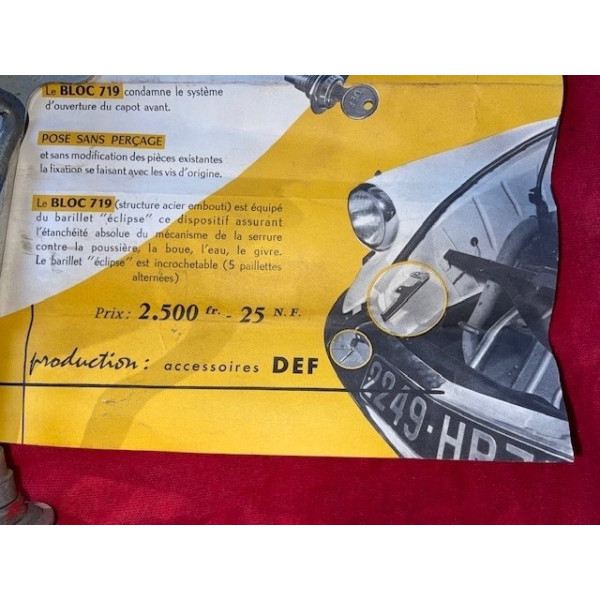 Le BLOC 719 condamne le système
d'ouverture du capot avant.
POSE SANS PERÇAGE
et sans modification des pièces existantes
la fixation se faisant avec les vis d'origine.
Le BLOC 719 (structure acier embouti) est équipé
du barillet "éclipse" ce dispositif assurant
l'étanchéité absolue du mécanisme de la serrure
contre la poussière, la boue, l'eau, le givre.
Le barillet "éclipse" est incrochetable (5 paillettes
alternées)
Prix: 2.500 fr. - 25 N.F.
production: accessoires DEF
2249·HR7